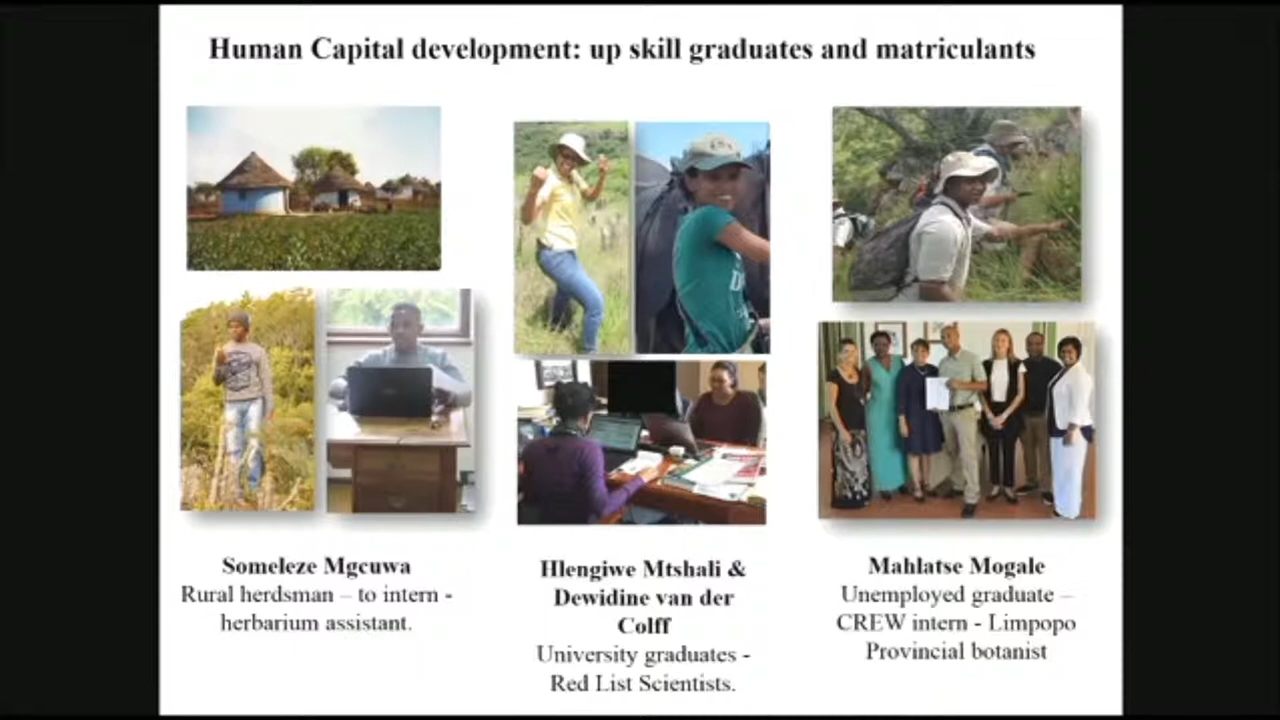 Human Capital development: up skill graduates and matriculants
Someleze Mgcuwa
Rural herdsman – to intern -
herbarium assistant.
Hlengiwe Mtshali &
Dewidine van der
Colff
University graduates -
Red List Scientists.
Mahlatse Mogale
Unemployed graduate –
CREW intern - Limpopo
Provincial botanist